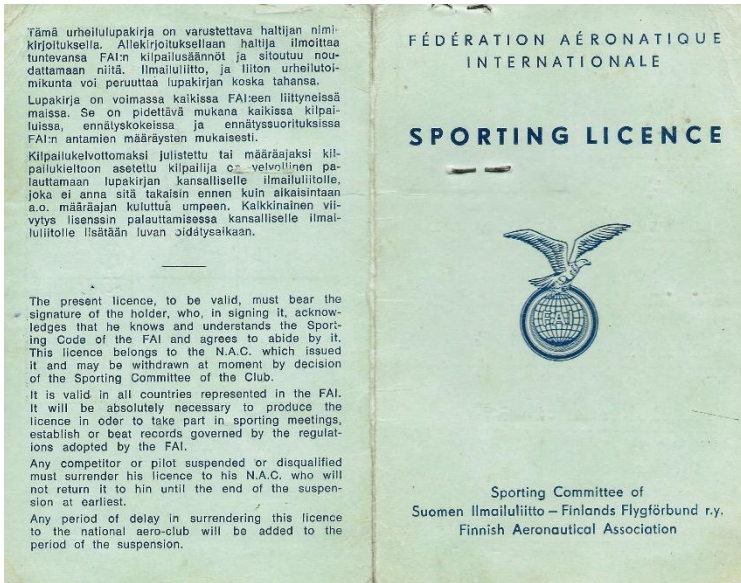 Tämä urheilulupakirja on varustettava haltijan nimi-
kirjoituksella. Allekirjoituksellaan haltija ilmoittaa
tuntevansa FAI:n kilpailusäännöt ja sitoutuu nou-
dattamaan niitä. Ilmailuliitto, ja liiton urheilutoi-
mikunta voi peruuttaa lupakirjan koska tahansa.
Lupakirja on voimassa kaikissa FAI:een liittyneissä
maissa. Se on pidettävä mukana kaikissa kilpai-
luissa, ennätyskokeissa ja ennätyssuorituksissa
FAI:n antamien määräysten mukaisesti.
Kilpailukelvottomaksi julistettu tai määräajaksi kil-
pailukieltoon asetettu kilpailija on velvollinen pa-
lauttamaan lupakirjan kansalliselle ilmailuliitolle,
joka ei anna sitä takaisin ennen kuin aikaisintaan
a.o. määräajan kuluttua umpeen. Kaikkinainen vii-
vytys lisenssin palauttamisessa kansalliselle ilmai-
luliitolle lisätään luvan pidätysaikaan.
The present licence, to be valid, must bear the
signature of the holder, who, in signing it, acknow-
ledges that he knows and understands the Sport-
ing Code of the FAI and agrees to abide by it.
This licence belongs to the N.A.C. which issued
it and may be withdrawn at moment by decision
of the Sporting Committee of the Club.
It is valid in all countries represented in the FAI.
It will be absolutely necessary to produce the
licence in oder to take part in sporting meetings,
establish or beat records governed by the regulat-
ions adopted by the FAI.
Any competitor or pilot suspended or disqualified
must surrender his licence to his N.A.C. who will
not return it to hin until the end of the suspen-
sion at earliest.
Any period of delay in surrendering this licence
to the national aero-club will be added to the
period of the suspension.
FÉDÉRATION AÉRONATIQUE
INTERNATIONALE
SPORTING LICENCE
FAI
Sporting Committee of
Suomen Ilmailuliitto – Finlands Flygförbund r.y.
Finnish Aeronautical Association